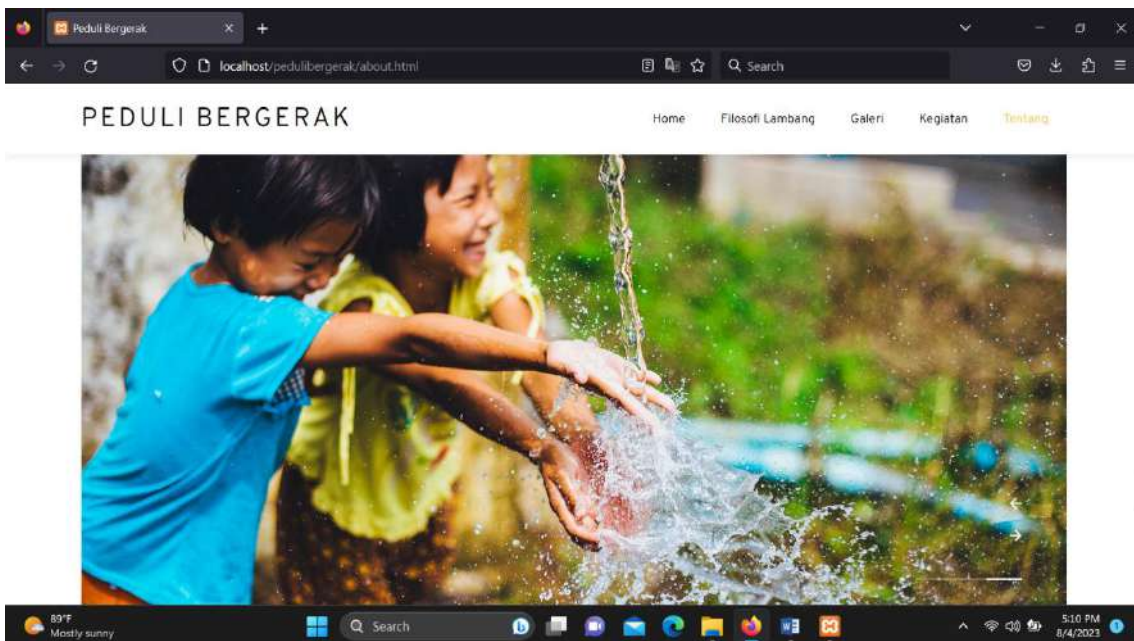 Peduli Bergerak
localhost/pedulibergerak/about.html
Search
PEDULI BERGERAK
Home Filosofi Lambang Galeri Kegiatan Tentang
89°F
Mostly sunny
Search
5:10 PM
8/4/2023
1